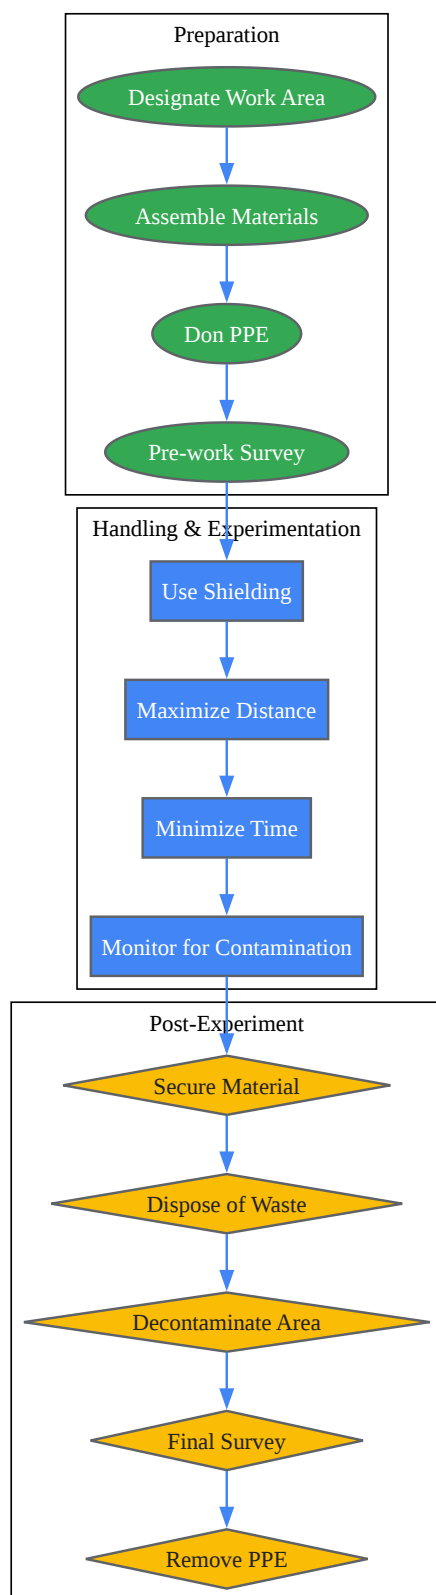 Preparation
Designate Work Area
Assemble Materials
Don PPE
Pre-work Survey
Handling & Experimentation
Use Shielding
Maximize Distance
Minimize Time
Monitor for Contamination
Post-Experiment
Secure Material
Dispose of Waste
Decontaminate Area
Final Survey
Remove PPE